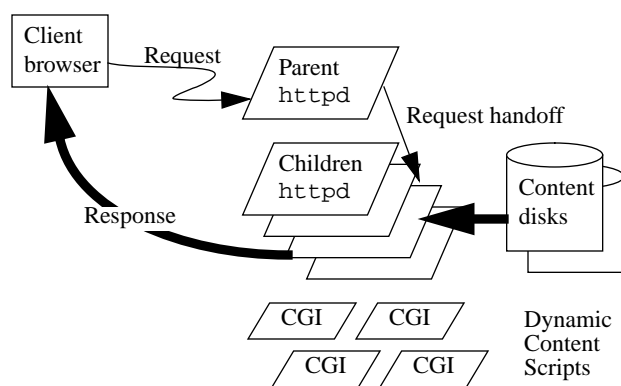 Client
browser
Request
Parent
httpd
Request handoff
Children
httpd
Content
disks
Response
CGI
CGI
CGI
CGI
Dynamic
Content
Scripts